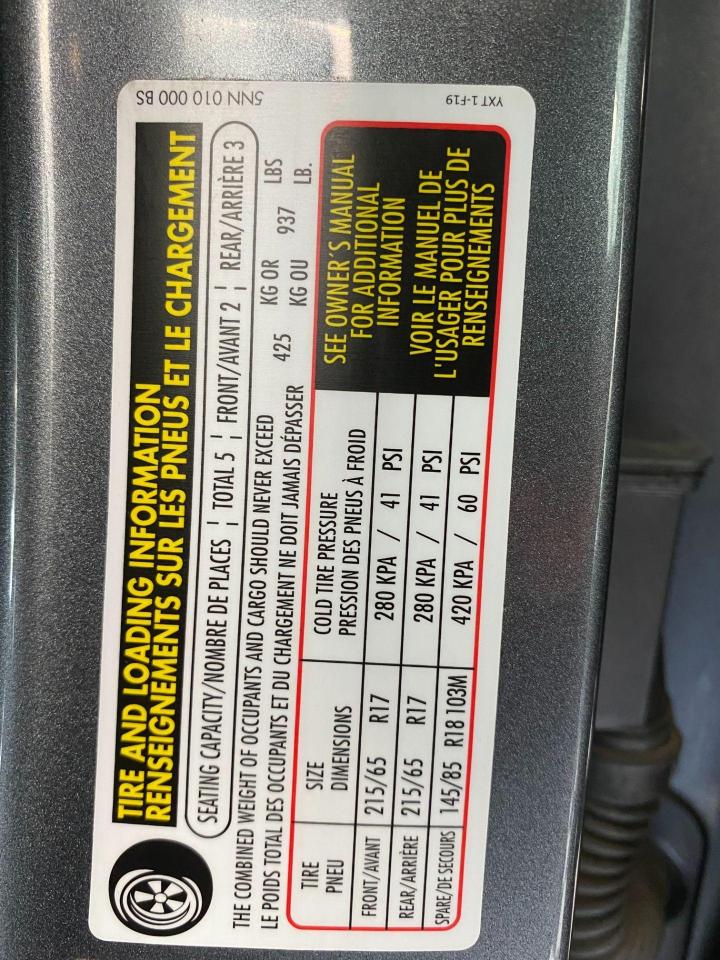 5NN 010 000 BS
YXT 1-F19
TIRE AND LOADING INFORMATION
RENSEIGNEMENTS SUR LES PNEUS ET LE CHARGEMENT
SEATING CAPACITY/NOMBRE DE PLACES ¦ TOTAL 5 ¦ FRONT/AVANT 2 ¦ REAR/ARRIÈRE 3
THE COMBINED WEIGHT OF OCCUPANTS AND CARGO SHOULD NEVER EXCEED 425 KG OR 937 LBS
LE POIDS TOTAL DES OCCUPANTS ET DU CHARGEMENT NE DOIT JAMAIS DÉPASSER KG OU LB.
TIRE SIZE COLD TIRE PRESSURE
PNEU DIMENSIONS PRESSION DES PNEUS À FROID
FRONT/AVANT 215/65 R17 280 KPA / 41 PSI
REAR/ARRIÈRE 215/65 R17 280 KPA / 41 PSI
SPARE/DE SECOURS 145/85 R18 103M 420 KPA / 60 PSI
SEE OWNER'S MANUAL
FOR ADDITIONAL
INFORMATION
VOIR LE MANUEL DE
L'USAGER POUR PLUS DE
RENSEIGNEMENTS